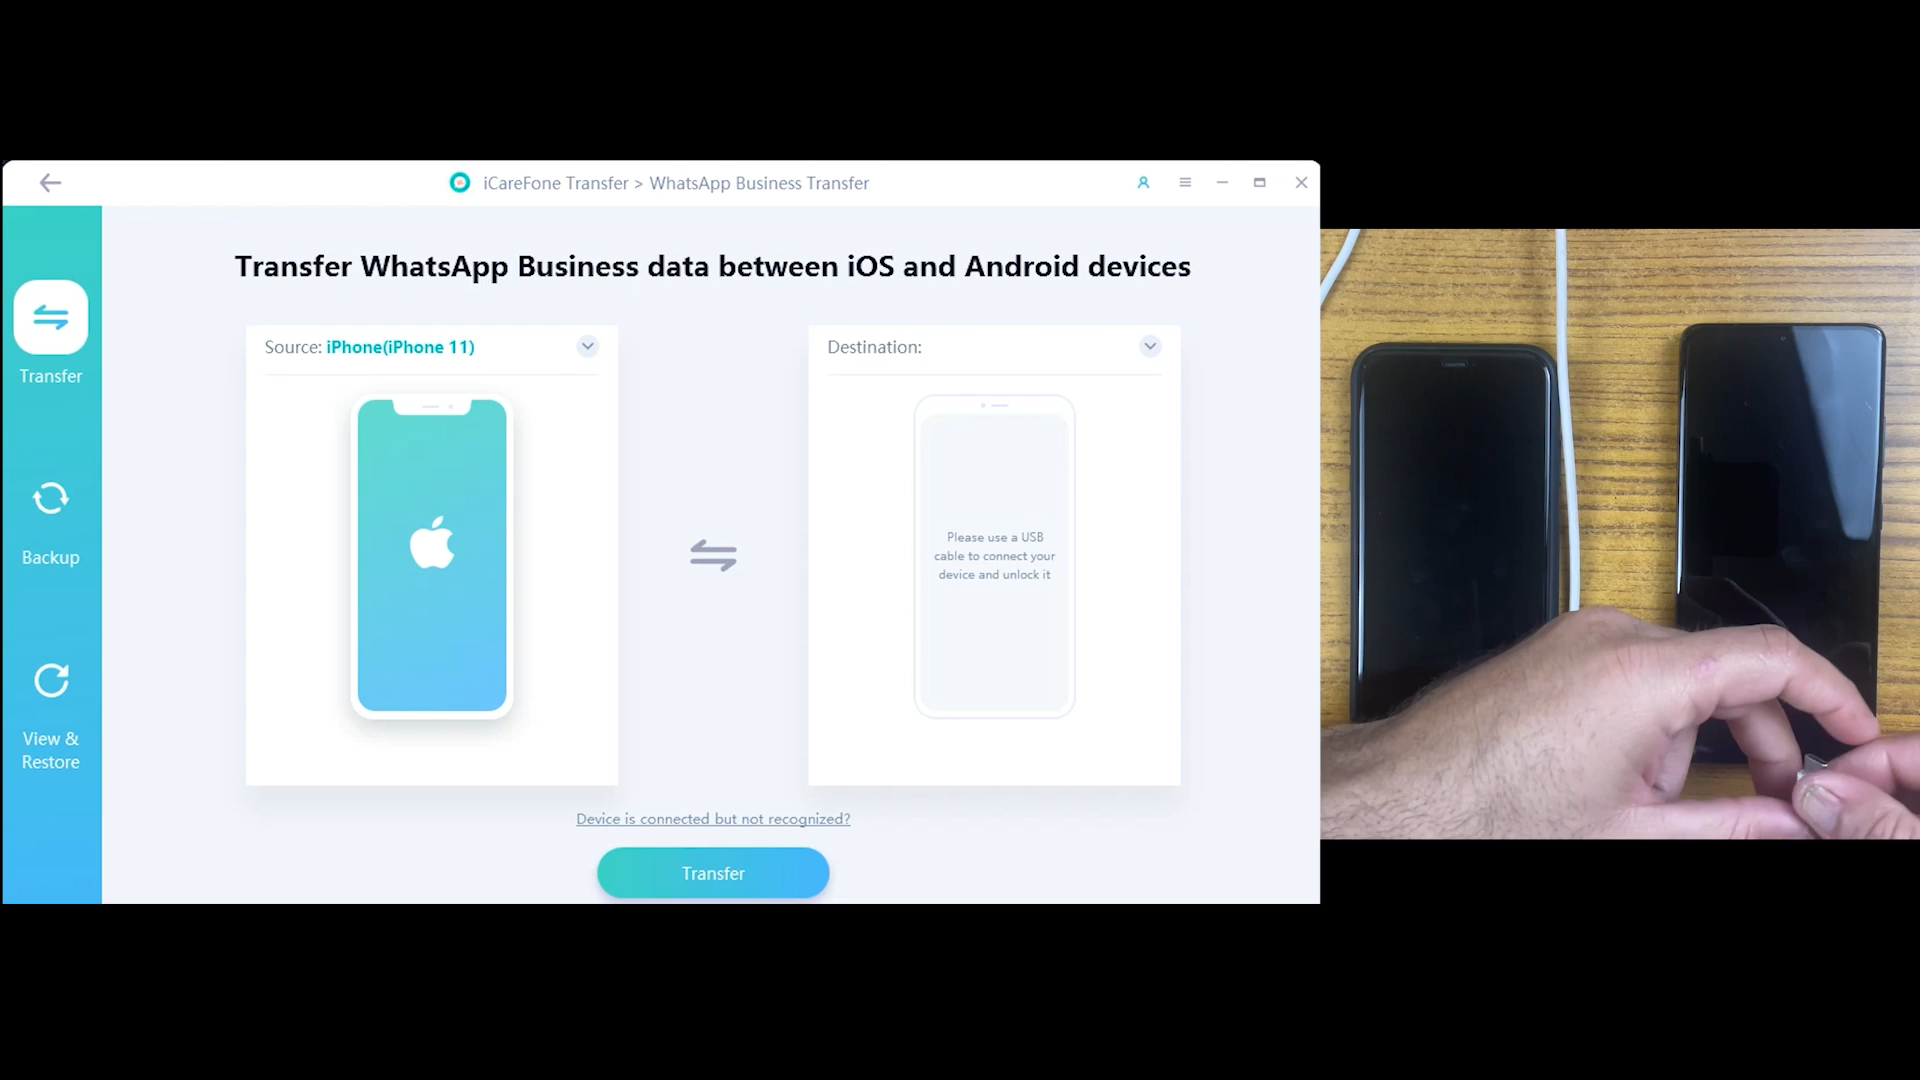 iCareFone Transfer > WhatsApp Business Transfer
Transfer WhatsApp Business data between iOS and Android devices
Transfer
Backup
View &
Restore
Source: iPhone(iPhone 11)
Destination:
Please use a USB
cable to connect your
device and unlock it
Device is connected but not recognized?
Transfer